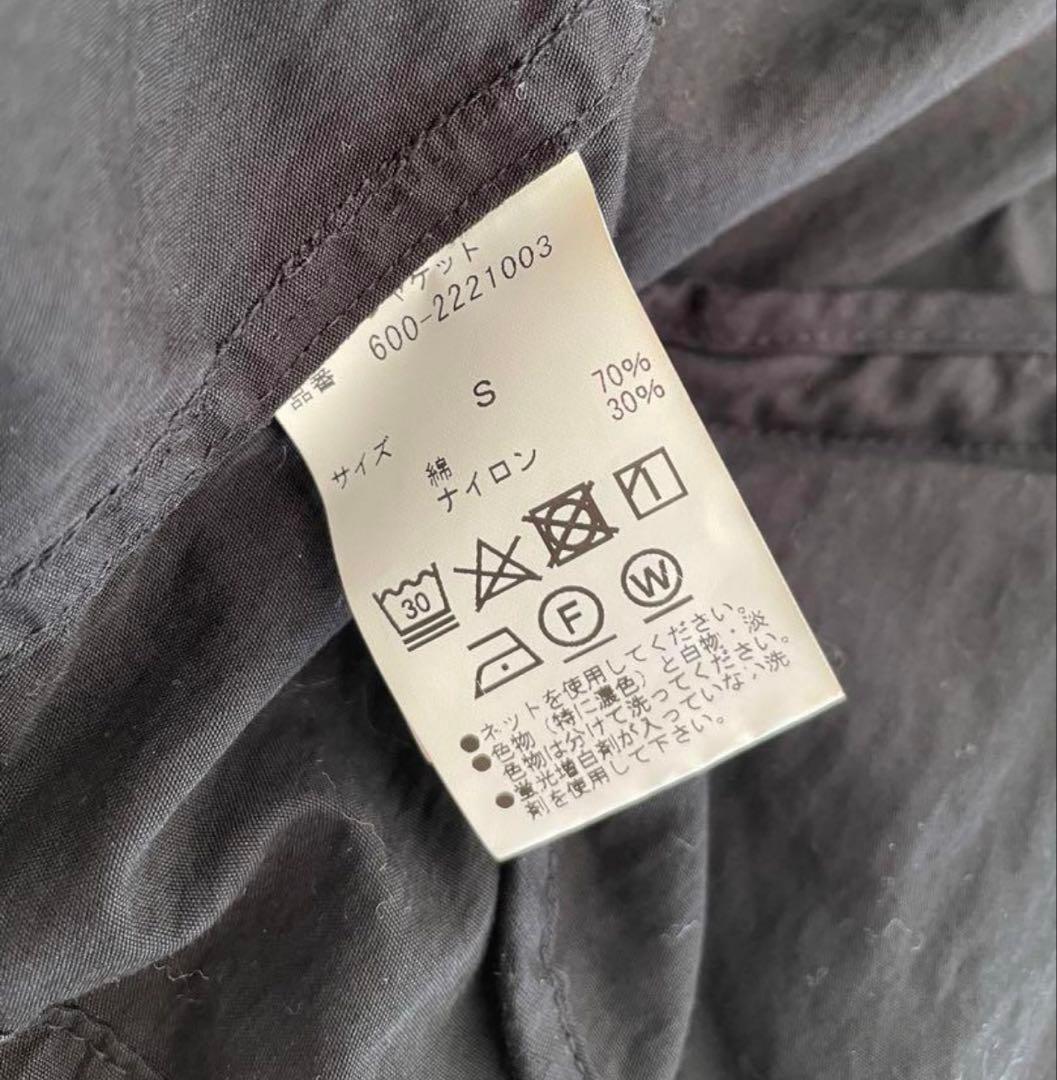 ャケット
品番 600-2221003
サイズ S
綿 70%
ナイロン 30%
30
F W
●ネットを使用してください。
●色物（特に濃色）と白物・淡
色物は分けて洗ってください。
●蛍光増白剤が入っていない洗
剤を使用して下さい。